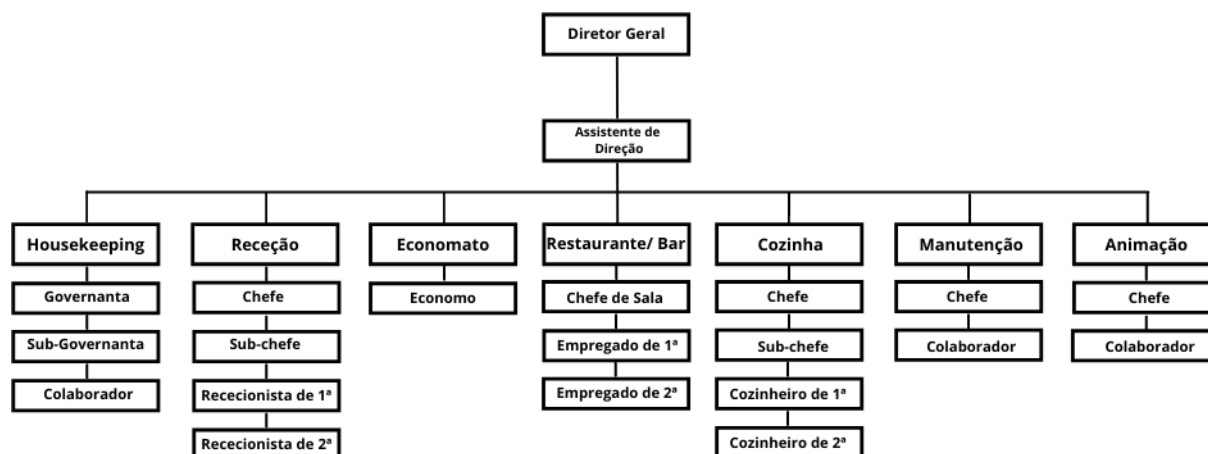 Diretor Geral
Assistente de
Direção
Housekeeping
Receção
Economato
Restaurante/ Bar
Cozinha
Manutenção
Animação
Governanta
Chefe
Economo
Chefe de Sala
Chefe
Chefe
Chefe
Sub-Governanta
Sub-chefe
Empregado de 1ª
Sub-chefe
Colaborador
Colaborador
Colaborador
Rececionista de 1ª
Empregado de 2ª
Cozinheiro de 1ª
Rececionista de 2ª
Cozinheiro de 2ª